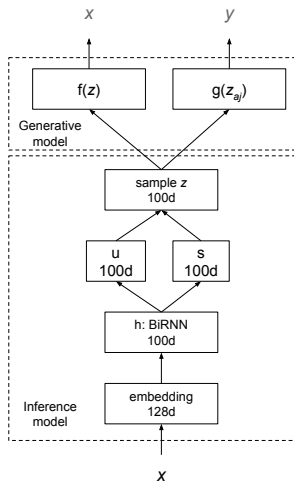 x y
f(z) g(z_aj)
Generative
model
sample z
100d
u s
100d 100d
h: BiRNN
100d
embedding
128d
Inference
model
x